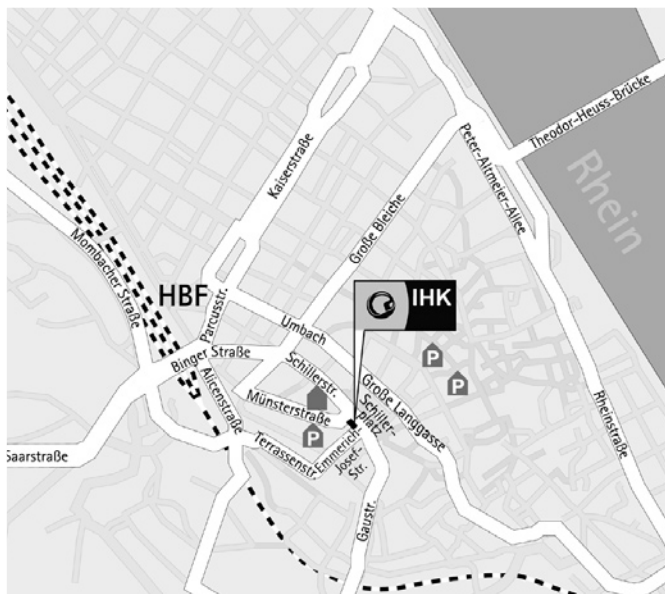 Theodor-Heuss-Brücke
Rhein
Kaiserstraße
Peter-Altmeier-Allee
Große Bleiche
Mombacher Straße
HBF
IHK
Parcusstr.
Umbach
Binger Straße
Schillerstr.
P
P
Alicenstraße
Große Langgasse
Rheinstraße
Münsterstraße
Schiller-
platz
P
Saarstraße
Terrassenstr.
Emmerich-
Josef-
Str.
Gaustr.